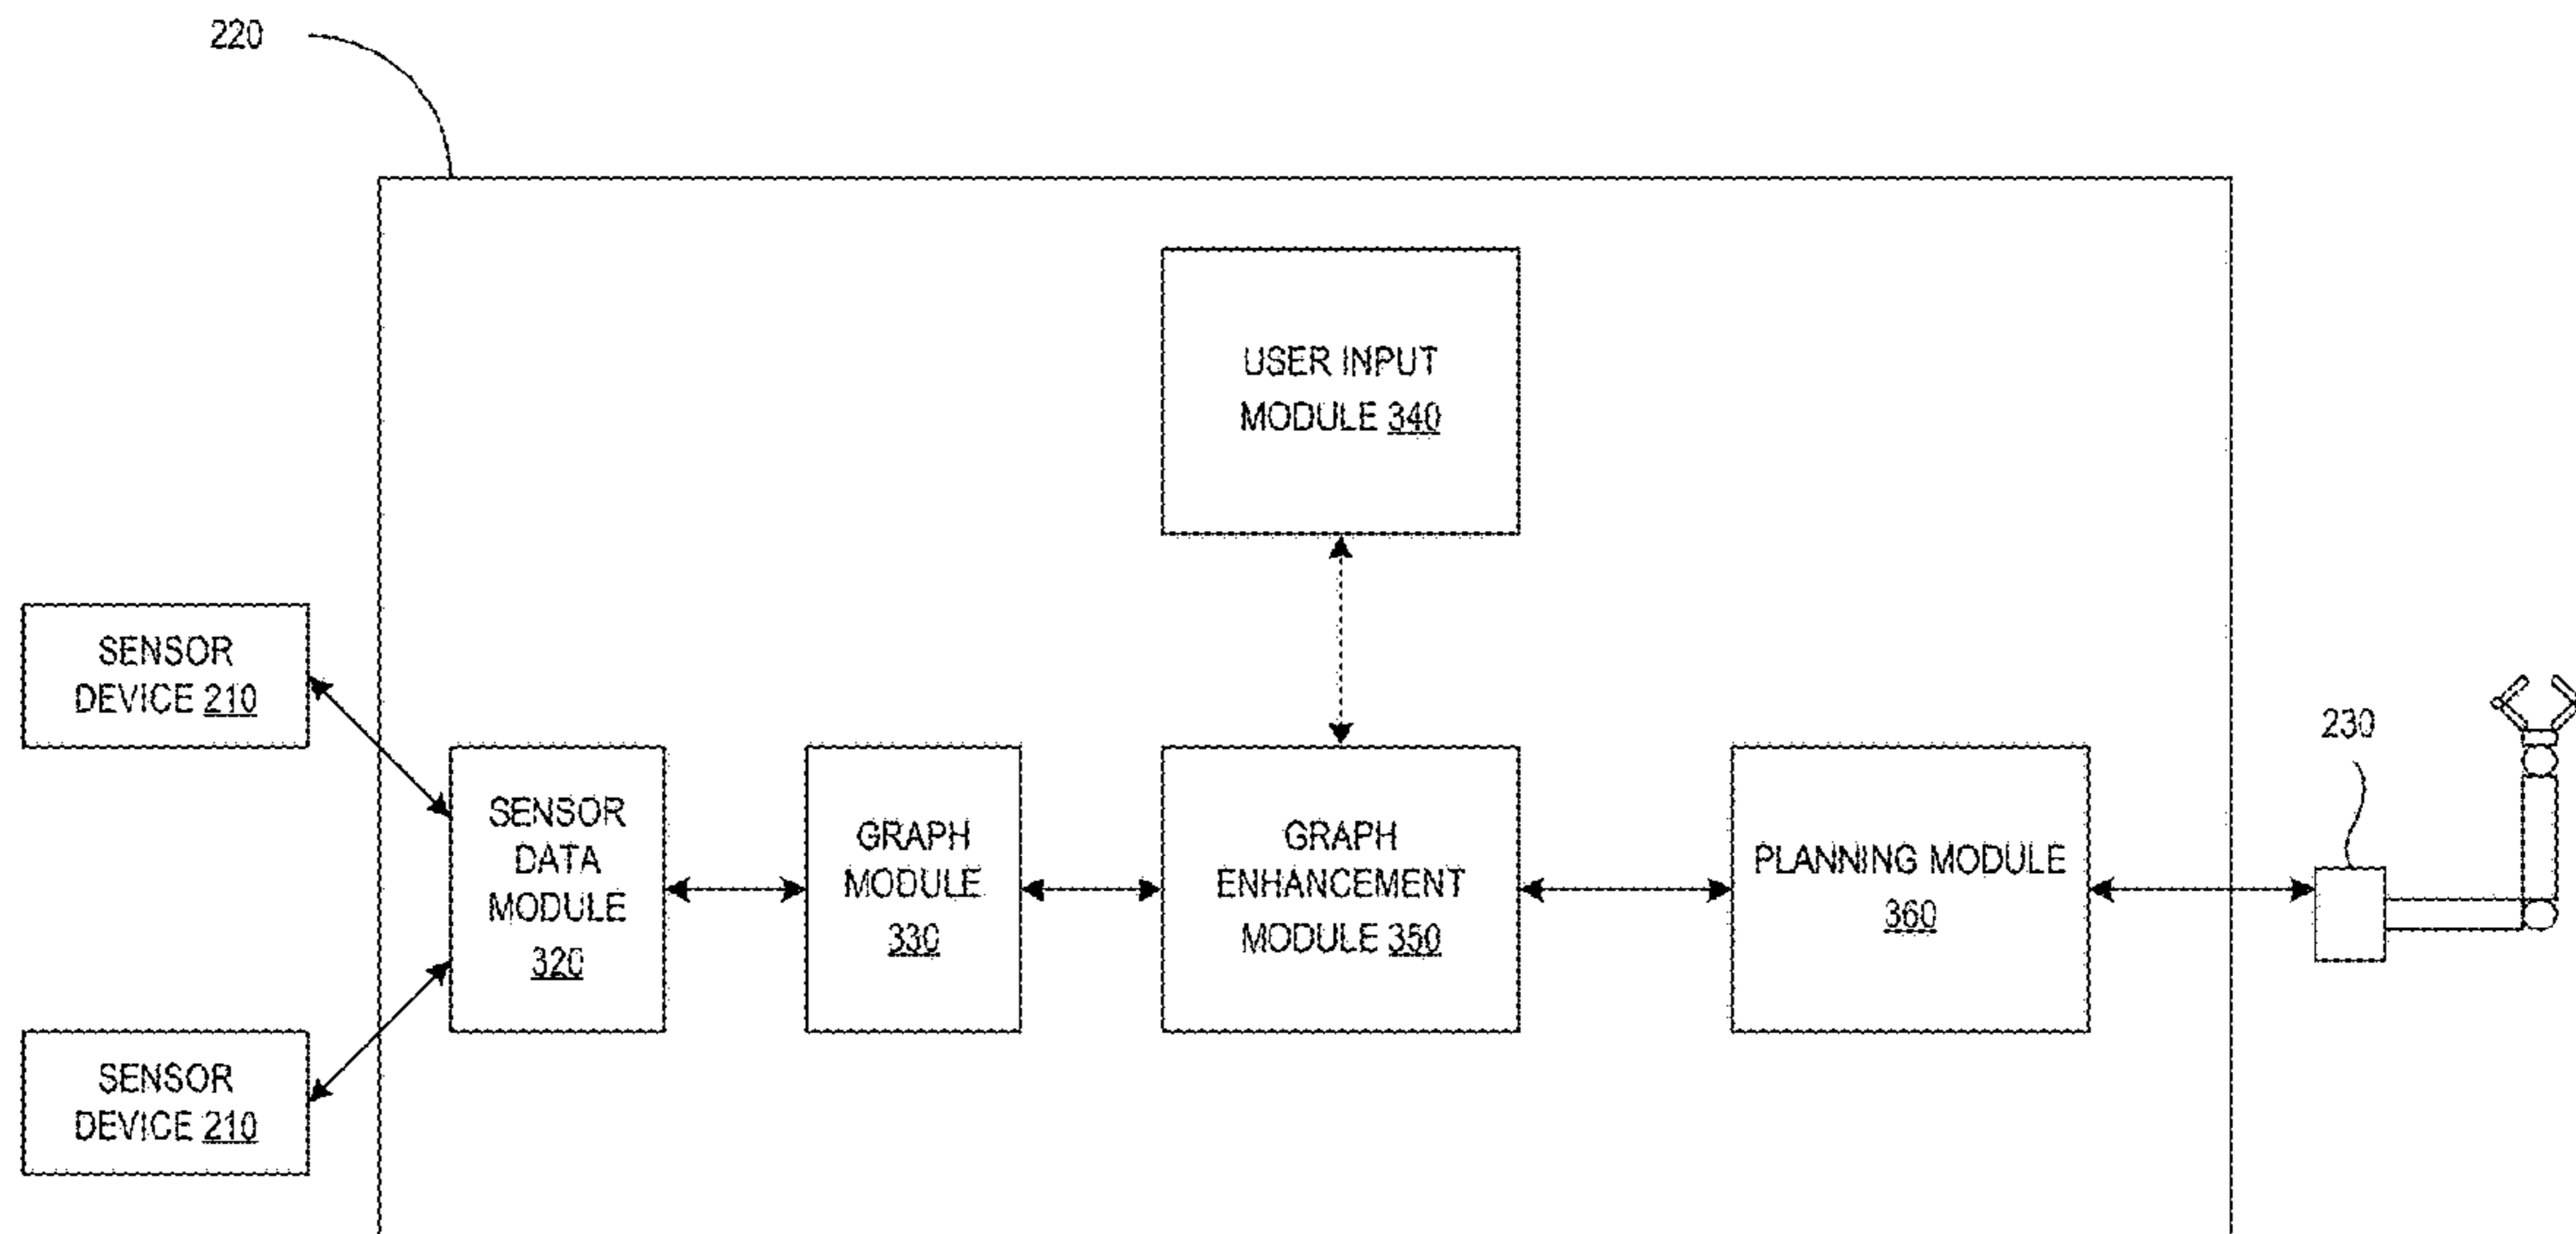 220
USER INPUT
MODULE 340
SENSOR
DEVICE 210
230
SENSOR
DATA
MODULE
320
GRAPH
MODULE
330
GRAPH
ENHANCEMENT
MODULE 350
PLANNING MODULE
360
SENSOR
DEVICE 210